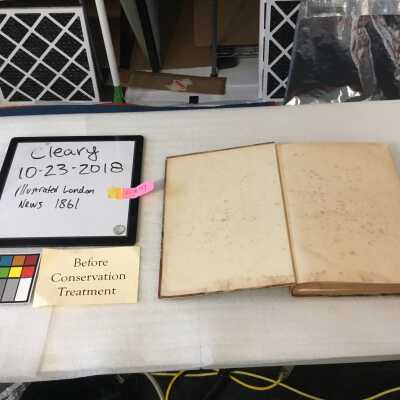 Cleary
10-23-2018
Illustrated London
News 1861
Before
Conservation
Treatment